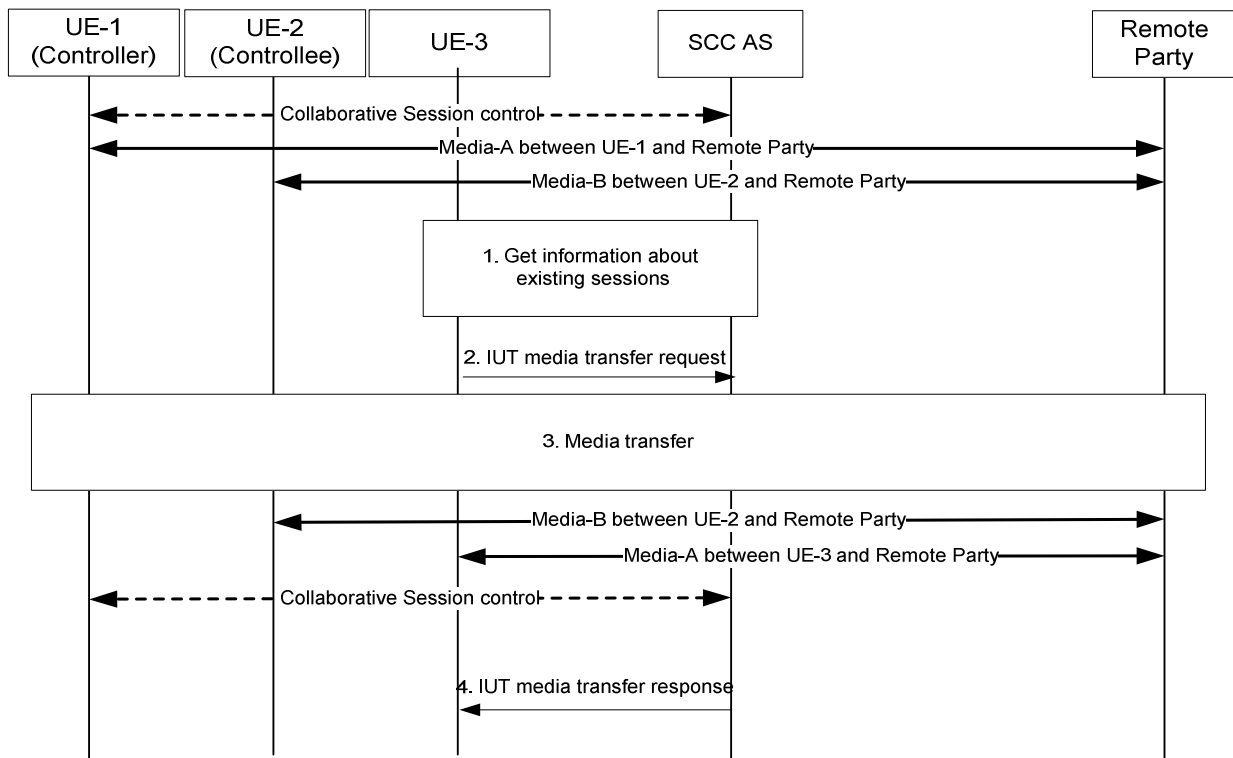 UE-1
(Controller)
UE-2
(Controllee)
UE-3
SCC AS
Remote
Party
Collaborative Session control
Media-A between UE-1 and Remote Party
Media-B between UE-2 and Remote Party
1. Get information about
existing sessions
2. IUT media transfer request
3. Media transfer
Media-B between UE-2 and Remote Party
Media-A between UE-3 and Remote Party
Collaborative Session control
4. IUT media transfer response